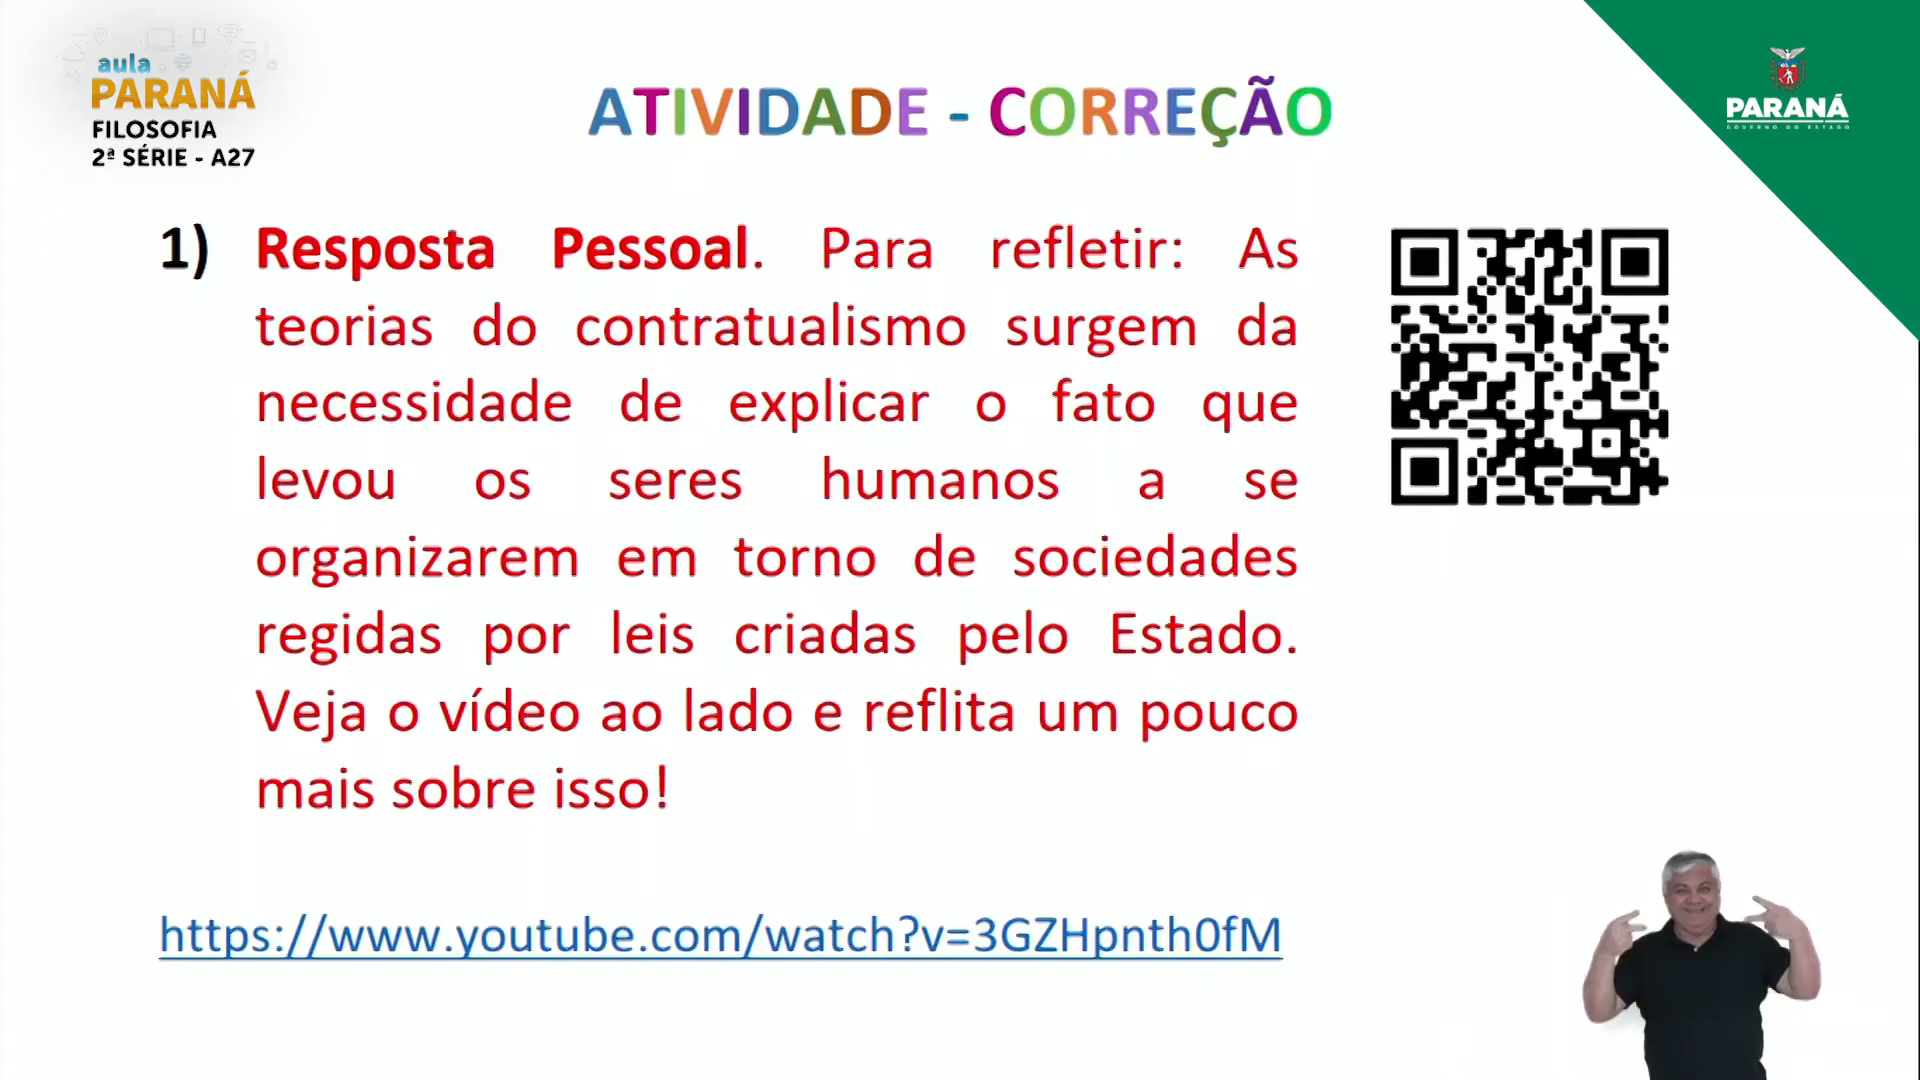 aula
PARANÁ
FILOSOFIA
2ª SÉRIE - A27
ATIVIDADE - CORREÇÃO
PARANÁ
GOVERNO DO ESTADO
1) Resposta Pessoal. Para refletir: As
teorias do contratualismo surgem da
necessidade de explicar o fato que
levou os seres humanos a se
organizarem em torno de sociedades
regidas por leis criadas pelo Estado.
Veja o vídeo ao lado e reflita um pouco
mais sobre isso!
https://www.youtube.com/watch?v=3GZHpnth0fM